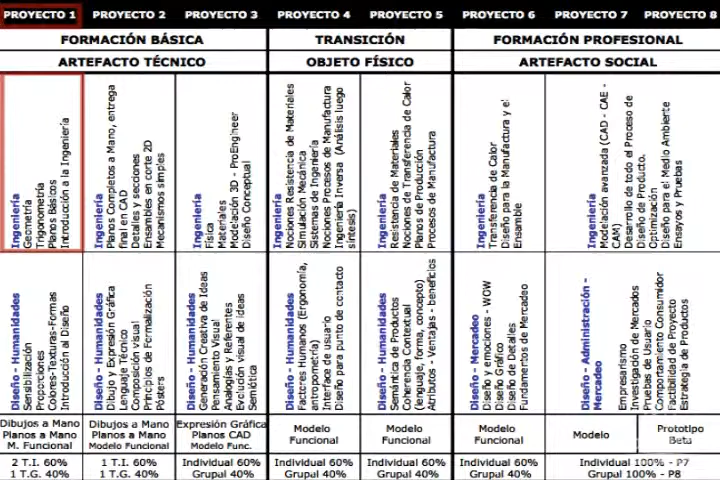 PROYECTO 1 PROYECTO 2 PROYECTO 3 PROYECTO 4 PROYECTO 5 PROYECTO 6 PROYECTO 7 PROYECTO 8
FORMACIÓN BÁSICA TRANSICIÓN FORMACIÓN PROFESIONAL
ARTEFACTO TÉCNICO OBJETO FÍSICO ARTEFACTO SOCIAL
Ingeniería
Geometría
Trigonometría
Planos Básicos
Introducción a la Ingeniería
Ingeniería
Planos Completos a Mano, entrega
final en CAD
Detalles y secciones
Ensambles en corte 2D
Mecanismos simples
Ingeniería
Física
Materiales
Modelación 3D - ProEngineer
Diseño Conceptual
Ingeniería
Nociones Resistencia de Materiales
Simulación Mecánica
Sistemas de Ingeniería
Nociones Procesos de Manufactura
Ingeniería Inversa (Análisis luego
síntesis)
Ingeniería
Resistencia de Materiales
Nociones de Transferencia de Calor
Planos de Producción
Procesos de Manufactura
Ingeniería
Transferencia de Calor
Diseño para la Manufactura y el
Ensamble
Ingeniería
Modelación avanzada (CAD - CAE -
CAM)
Desarrollo de todo el Proceso de
Diseño de Producto.
Optimización
Diseño para el Medio Ambiente
Ensayos y Pruebas
Diseño - Humanidades
Sensibilización
Proporciones
Colores-Texturas-Formas
Introducción al Diseño
Diseño - Humanidades
Dibujo y Expresión Gráfica
Lenguaje Técnico
Composición visual
Principios de Formalización
Pósters
Diseño - Humanidades
Generación Creativa de Ideas
Pensamiento Visual
Analogías y Referentes
Evolución visual de ideas
Semiótica
Diseño - Humanidades
Factores Humanos (Ergonomía,
antropometría)
Interface de usuario
Diseño para punto de contacto
Diseño - Humanidades
Semántica de Productos
Coherencia Contextual
(lenguaje, forma, concepto)
Atributos - Ventajas - beneficios
Diseño - Mercadeo
Diseño y emociones - WOW
Diseño Gráfico
Diseño de Detalles
Fundamentos de Mercadeo
Diseño - Administración -
Mercadeo
Empresarismo
Investigación de Mercados
Pruebas de Usuario
Comportamiento Consumidor
Factibilidad de Proyecto
Estrategia de Productos
Dibujos a Mano Dibujos a Mano Expresión Gráfica Modelo Modelo Modelo Modelo Prototipo
Planos a Mano Planos a Mano Planos CAD Funcional Funcional Funcional Beta
M. Funcional Modelo Funcional Modelo Func.
2 T.I. 60% 1 T.I. 60% Individual 60% Individual 60% Individual 60% Individual 60% Individual 100% - P7
1 T.G. 40% 1 T.G. 40% Grupal 40% Grupal 40% Grupal 40% Grupal 40% Grupal 100% - P8